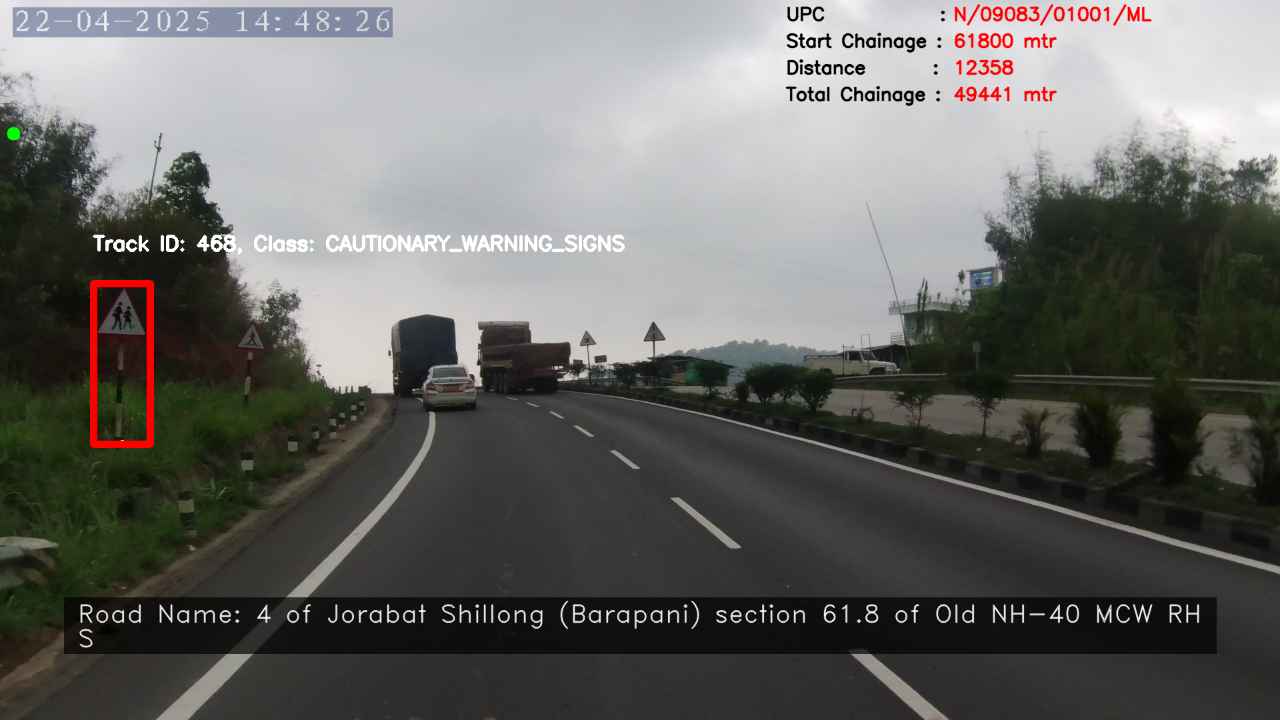 22-04-2025 14:48:26
UPC : N/09083/01001/ML
Start Chainage : 61800 mtr
Distance : 12358
Total Chainage : 49441 mtr
Track ID: 468, Class: CAUTIONARY_WARNING_SIGNS
Road Name: 4 of Jorabat Shillong (Barapani) section 61.8 of Old NH-40 MCW RH
S